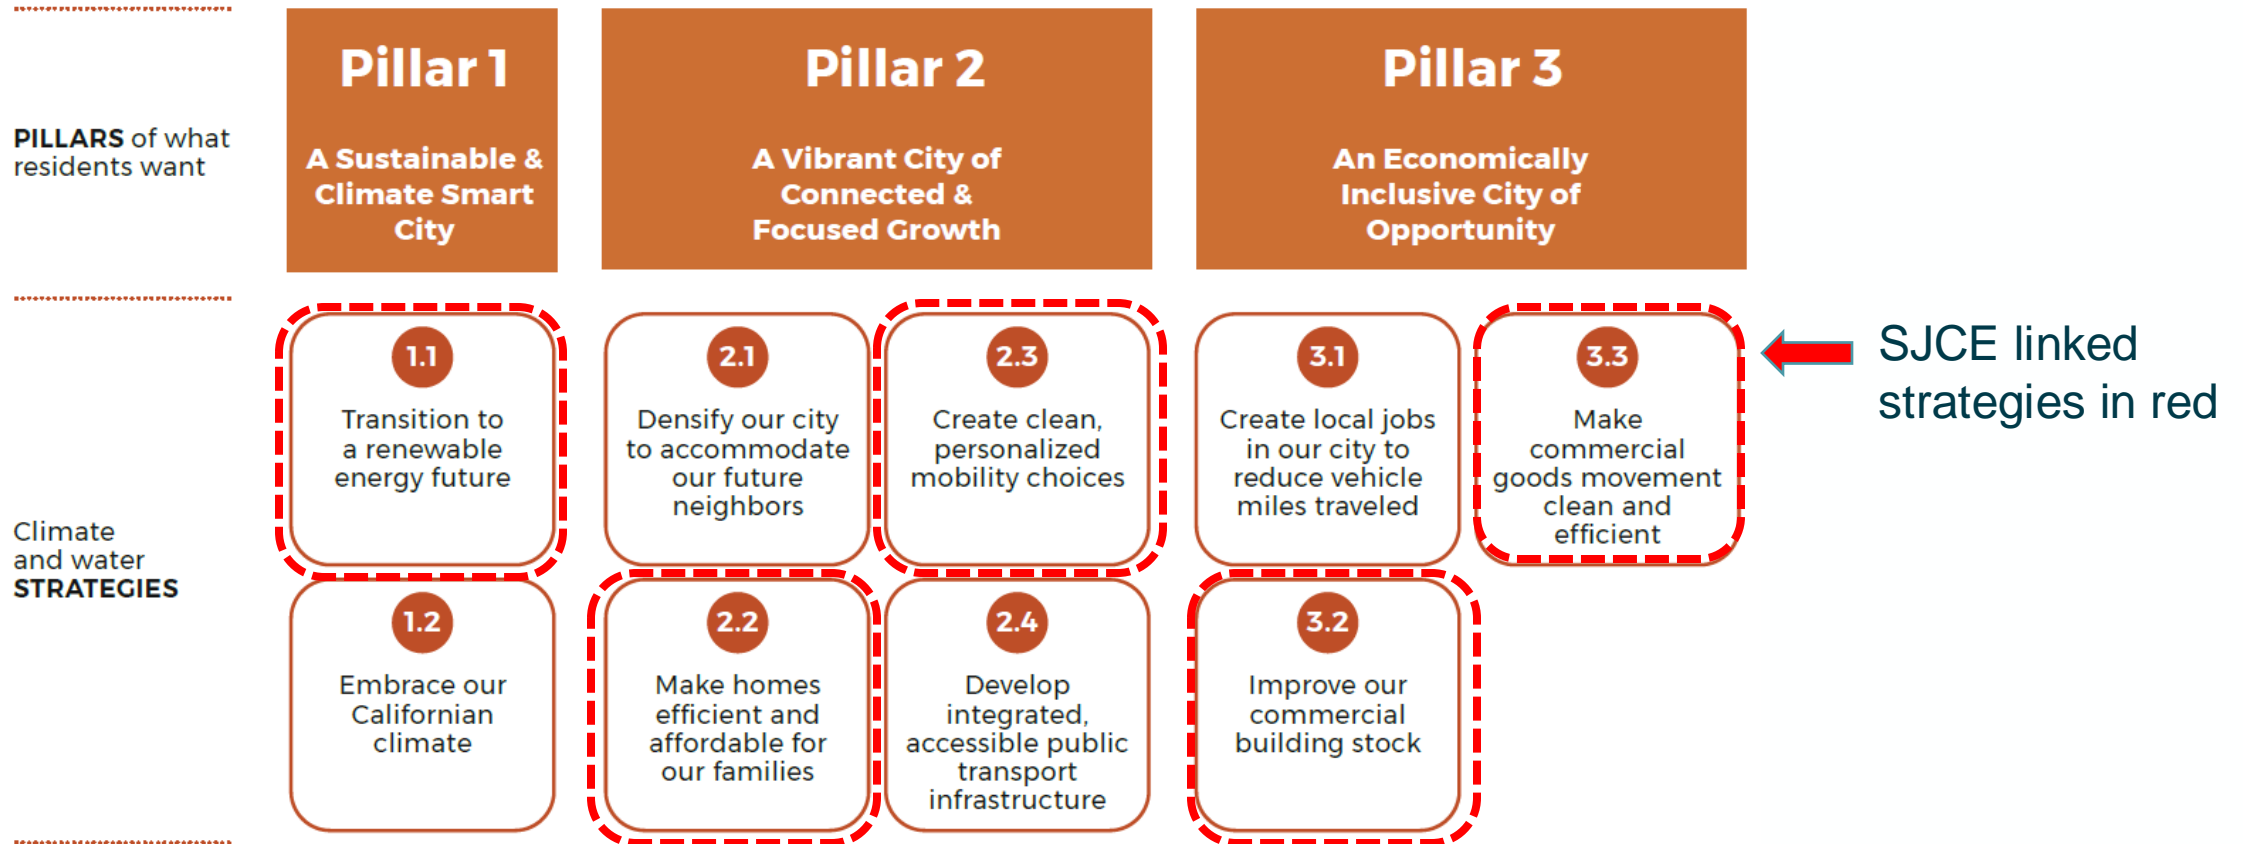 PILLARS of what
residents want
Pillar 1
A Sustainable &
Climate Smart
City
Pillar 2
A Vibrant City of
Connected &
Focused Growth
Pillar 3
An Economically
Inclusive City of
Opportunity
Climate
and water
STRATEGIES
1.1
Transition to
a renewable
energy future
2.1
Densify our city
to accommodate
our future
neighbors
2.3
Create clean,
personalized
mobility choices
3.1
Create local jobs
in our city to
reduce vehicle
miles traveled
3.3
Make
commercial
goods movement
clean and
efficient
SJCE linked
strategies in red
1.2
Embrace our
Californian
climate
2.2
Make homes
efficient and
affordable for
our families
2.4
Develop
integrated,
accessible public
transport
infrastructure
3.2
Improve our
commercial
building stock